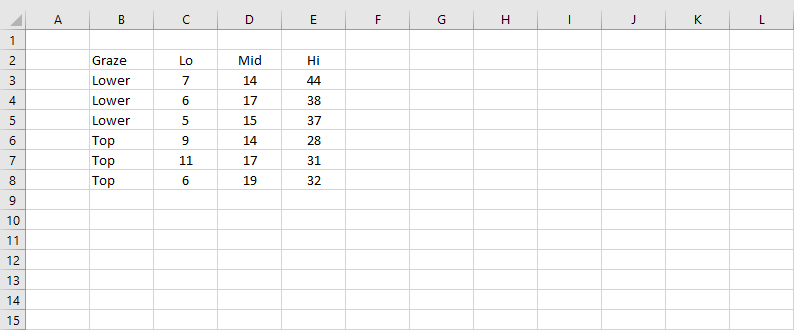 A B C D E F G H I J K L
1
2 Graze Lo Mid Hi
3 Lower 7 14 44
4 Lower 6 17 38
5 Lower 5 15 37
6 Top 9 14 28
7 Top 11 17 31
8 Top 6 19 32
9
10
11
12
13
14
15